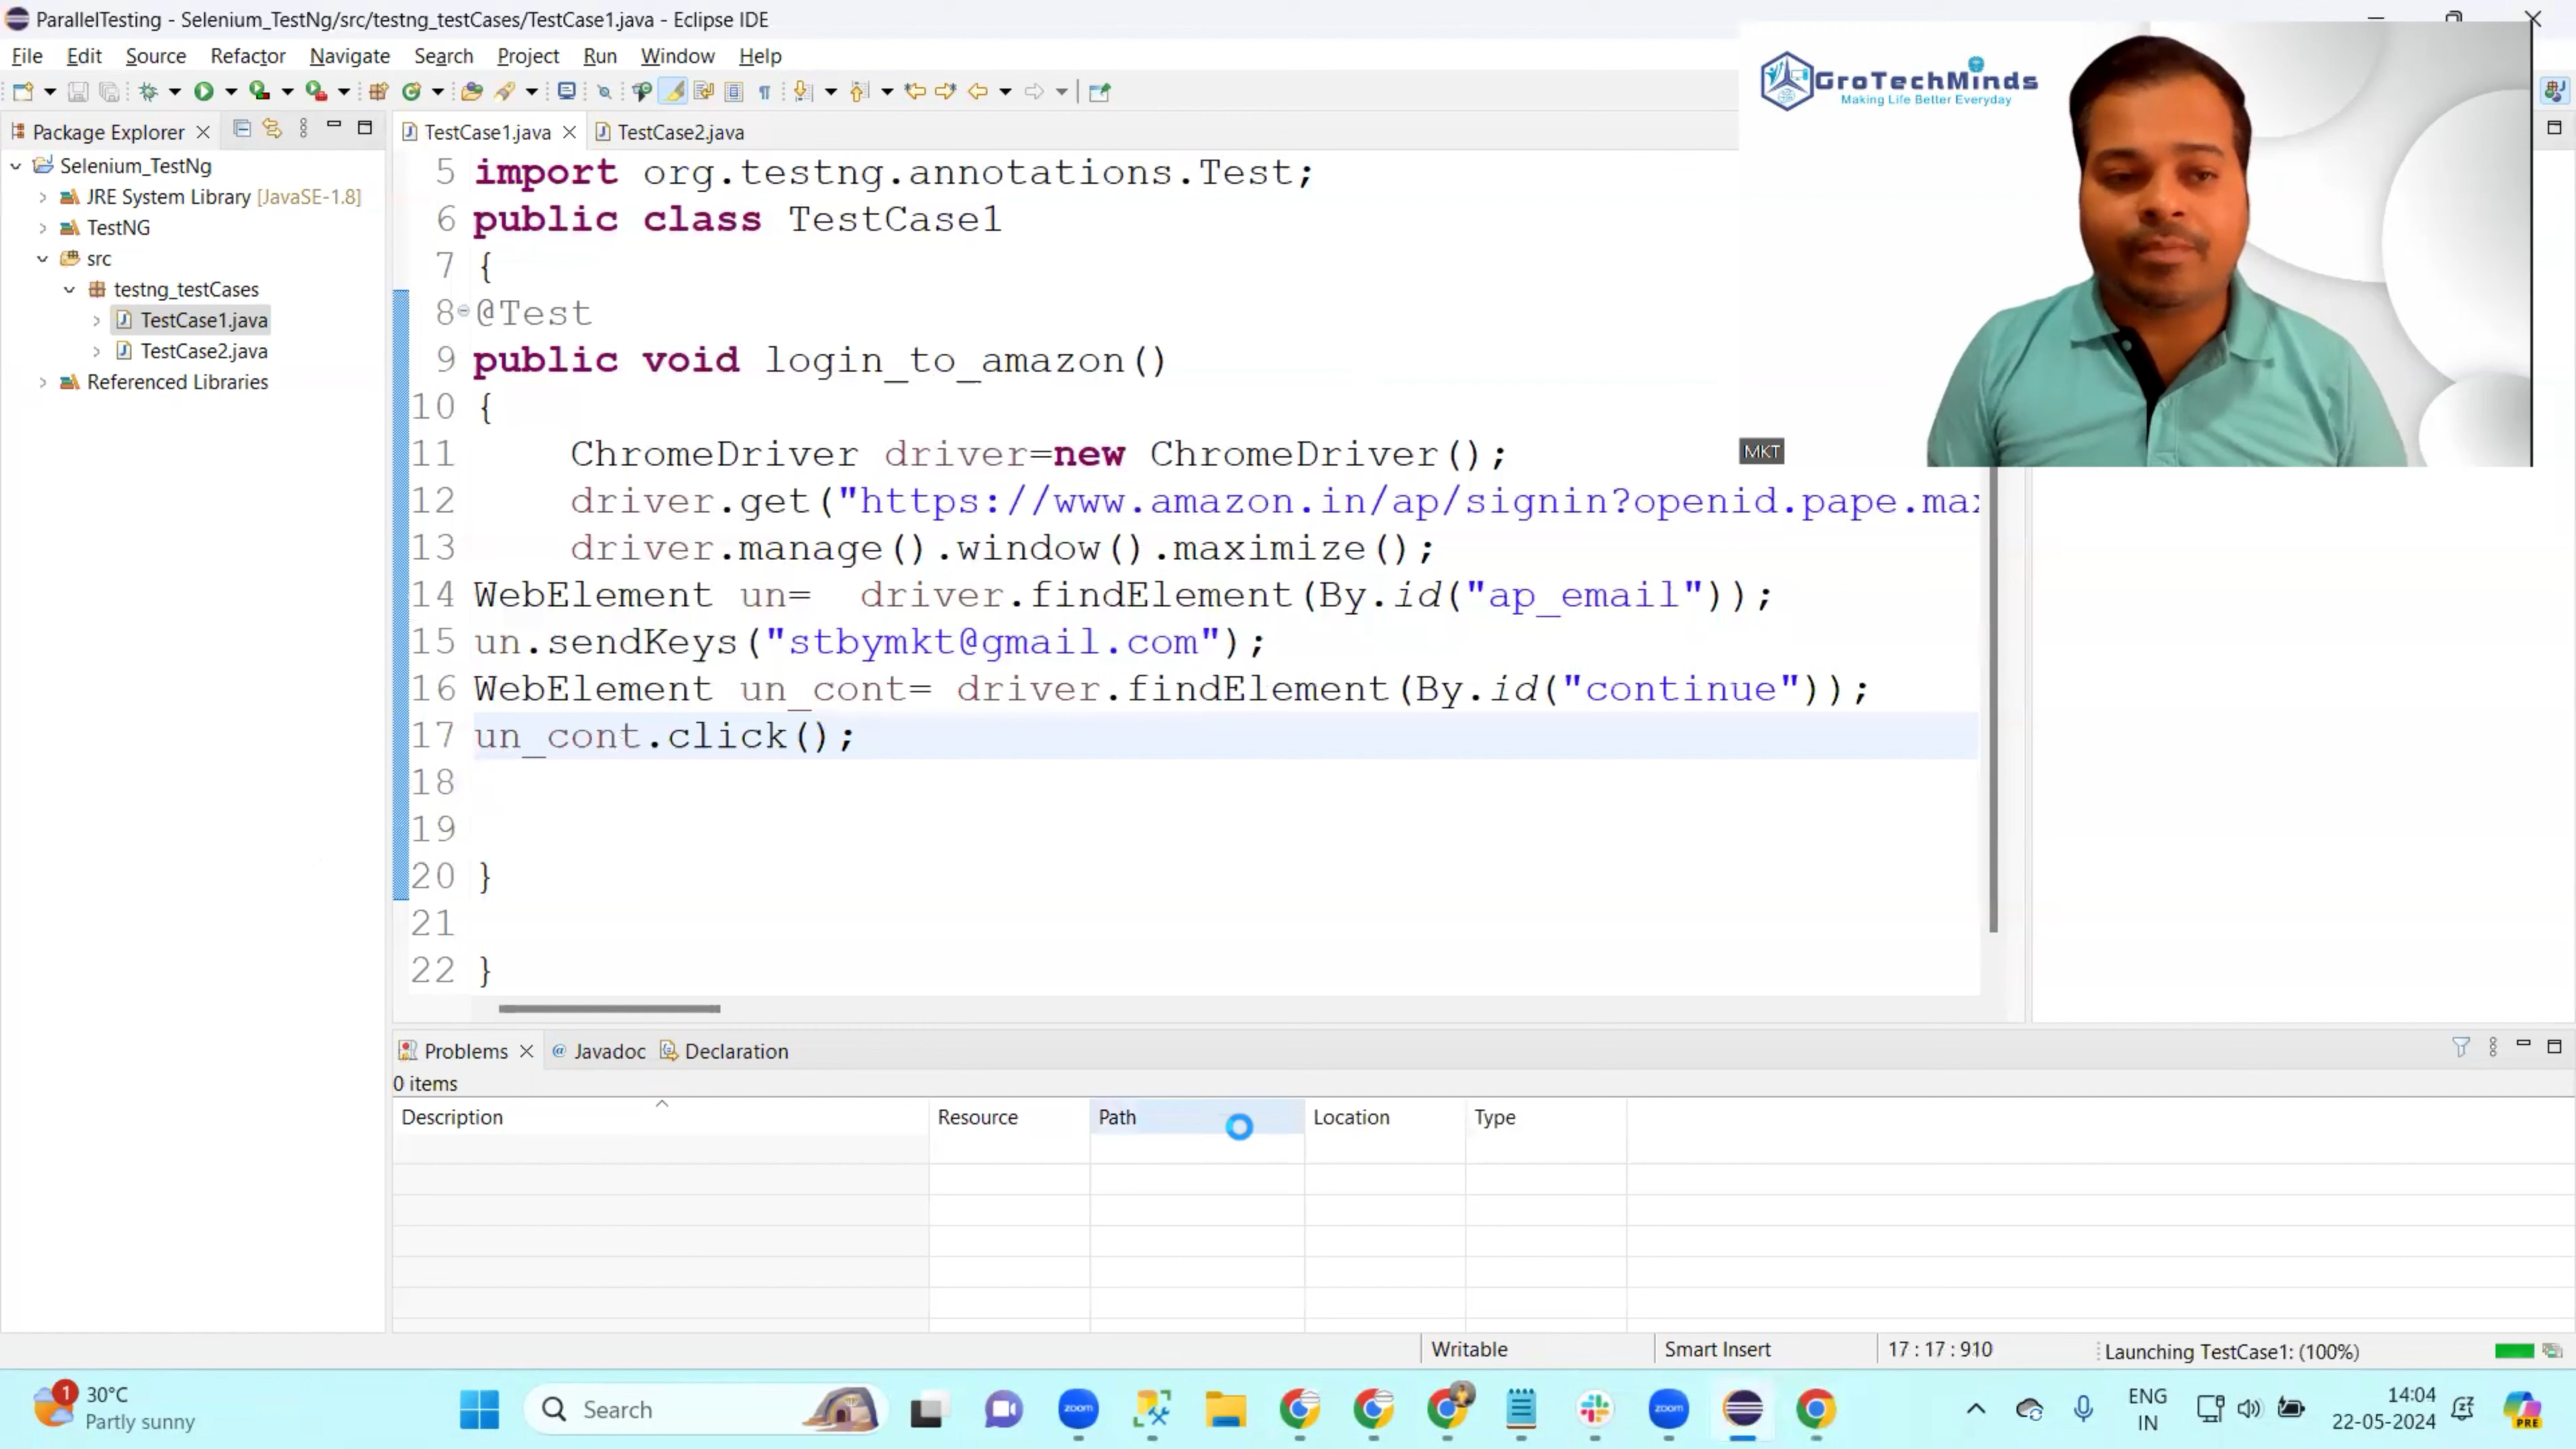 ParallelTesting - Selenium_TestNg/src/testng_testCases/TestCase1.java - Eclipse IDE
File Edit Source Refactor Navigate Search Project Run Window Help
GroTechMinds
Making Life Better Everyday
Package Explorer
Selenium_TestNg
JRE System Library [JavaSE-1.8]
TestNG
src
testng_testCases
TestCase1.java
TestCase2.java
Referenced Libraries
TestCase1.java TestCase2.java
5 import org.testng.annotations.Test;
6 public class TestCase1
7 {
8 @Test
9 public void login_to_amazon()
10 {
11 ChromeDriver driver=new ChromeDriver();
12 driver.get("https://www.amazon.in/ap/signin?openid.pape.max
13 driver.manage().window().maximize();
14 WebElement un= driver.findElement(By.id("ap_email"));
15 un.sendKeys("stbymkt@gmail.com");
16 WebElement un_cont= driver.findElement(By.id("continue"));
17 un_cont.click();
18
19
20 }
21
22 }
MKT
Problems Javadoc Declaration
0 items
Description Resource Path Location Type
Writable Smart Insert 17 : 17 : 910 Launching TestCase1: (100%)
1
30°C
Partly sunny
Search
zoom
zoom
ENG
IN
14:04
22-05-2024
PRE